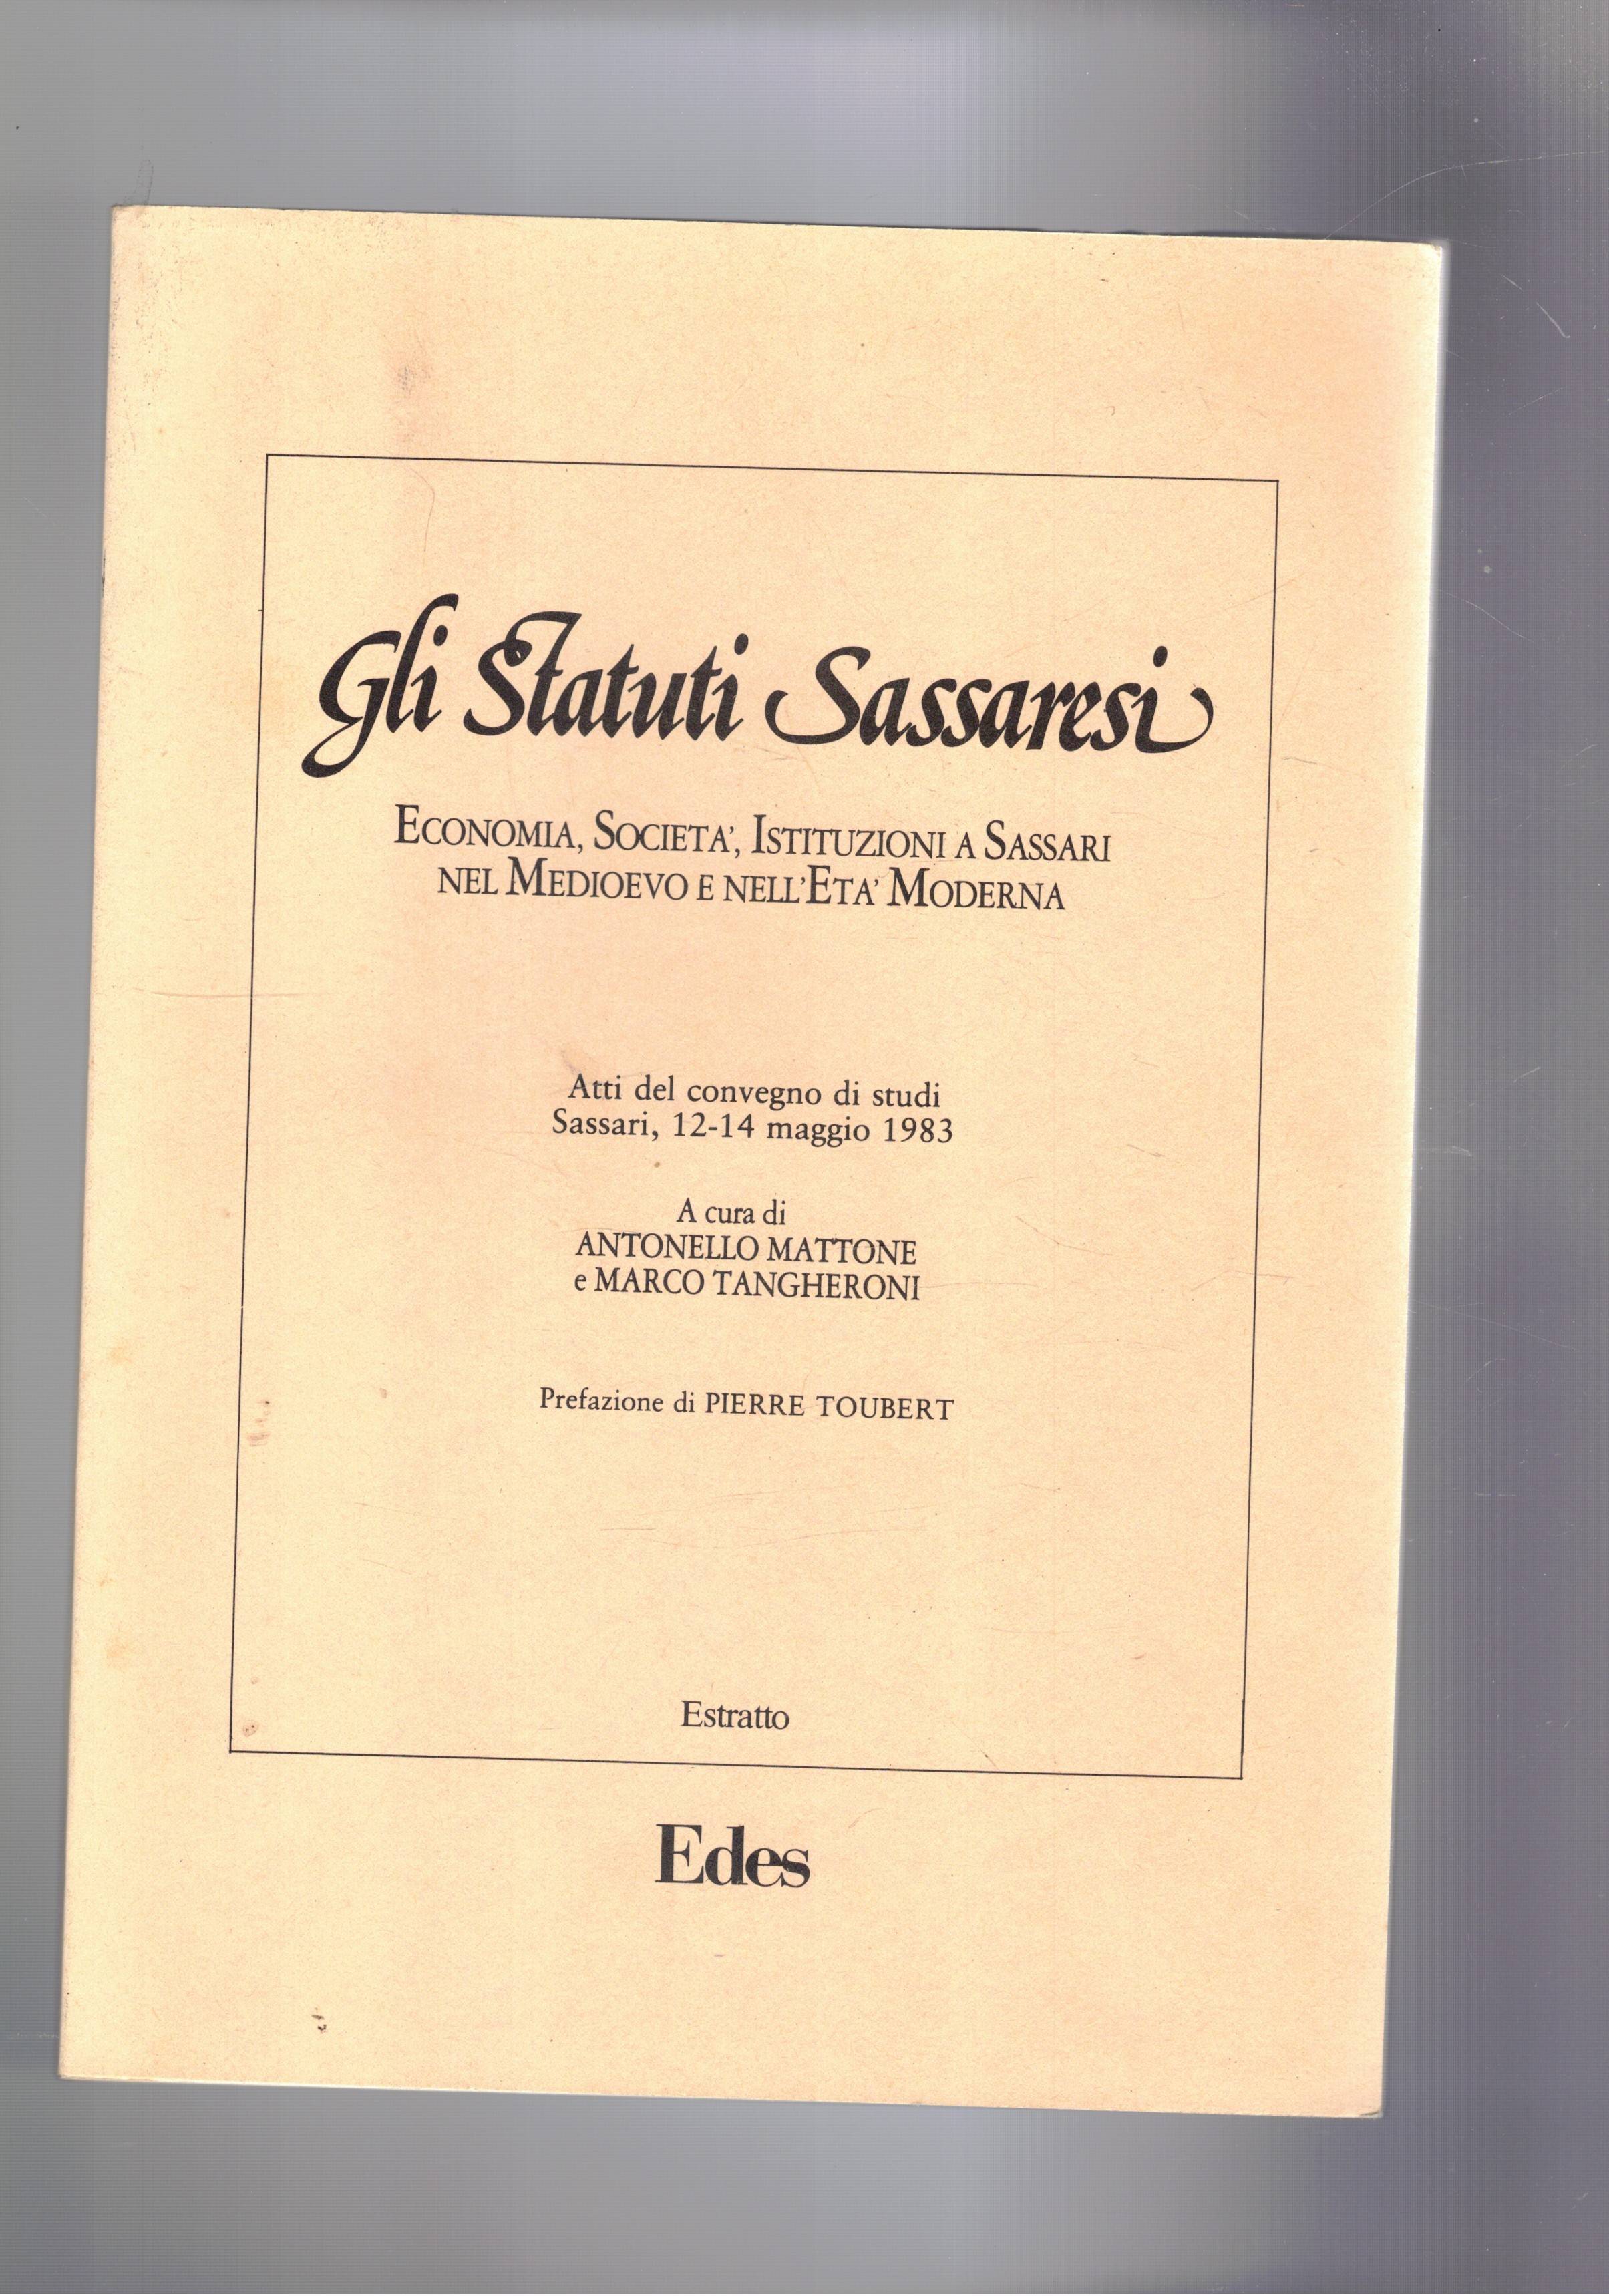 Gli Statuti Sassaresi
ECONOMIA, SOCIETA', ISTITUZIONI A SASSARI
NEL MEDIOEVO E NELL'ETA' MODERNA
Atti del convegno di studi
Sassari, 12-14 maggio 1983
A cura di
ANTONELLO MATTONE
e MARCO TANGHERONI
Prefazione di PIERRE TOUBERT
Estratto
Edes